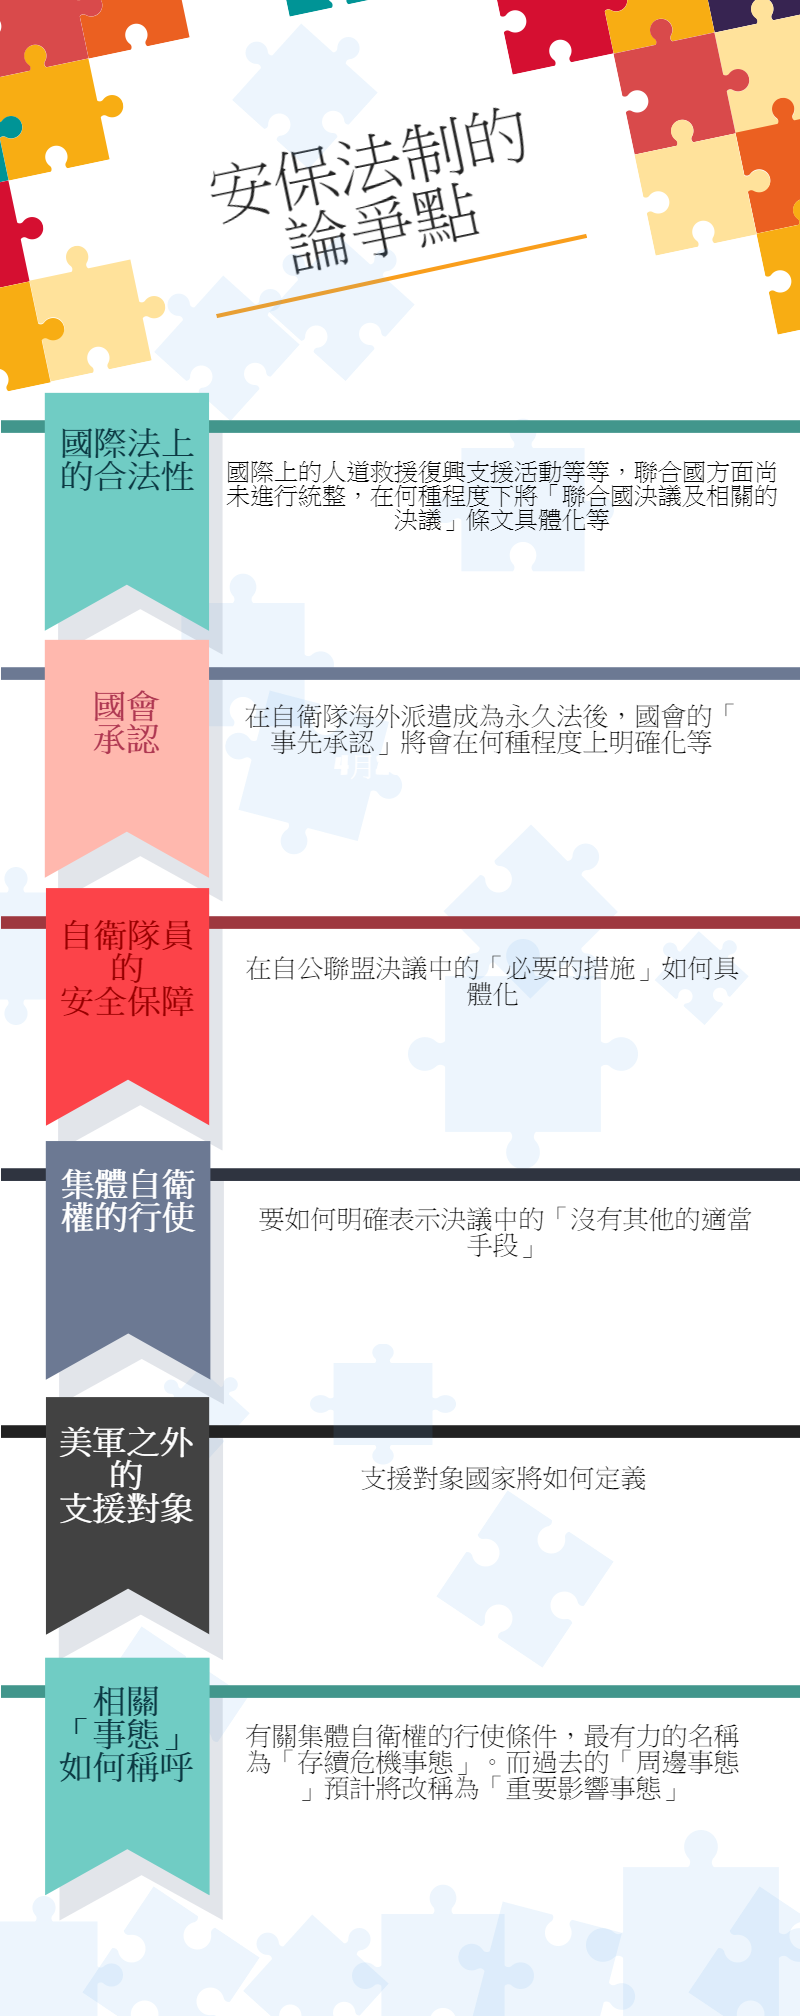 安保法制的
論爭點
國際法上
的合法性
國際上的人道救援復興支援活動等等，聯合國方面尚
未進行統整，在何種程度下將「聯合國決議及相關的
決議」條文具體化等
國會
承認
在自衛隊海外派遣成為永久法後，國會的「
事先承認」將會在何種程度上明確化等
4月
自衛隊員
的
安全保障
在自公聯盟決議中的「必要的措施」如何具
體化
集體自衛
權的行使
要如何明確表示決議中的「沒有其他的適當
手段」
美軍之外
的
支援對象
支援對象國家將如何定義
相關
「事態」
如何稱呼
有關集體自衛權的行使條件，最有力的名稱
為「存續危機事態」。而過去的「周邊事態
」預計將改稱為「重要影響事態」